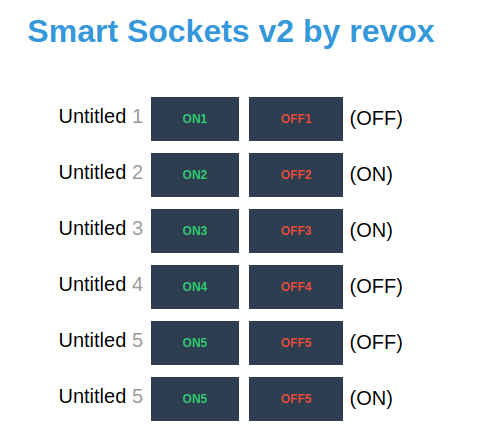 Smart Sockets v2 by revox
Untitled 1 ON1 OFF1 (OFF)
Untitled 2 ON2 OFF2 (ON)
Untitled 3 ON3 OFF3 (ON)
Untitled 4 ON4 OFF4 (OFF)
Untitled 5 ON5 OFF5 (OFF)
Untitled 5 ON5 OFF5 (ON)